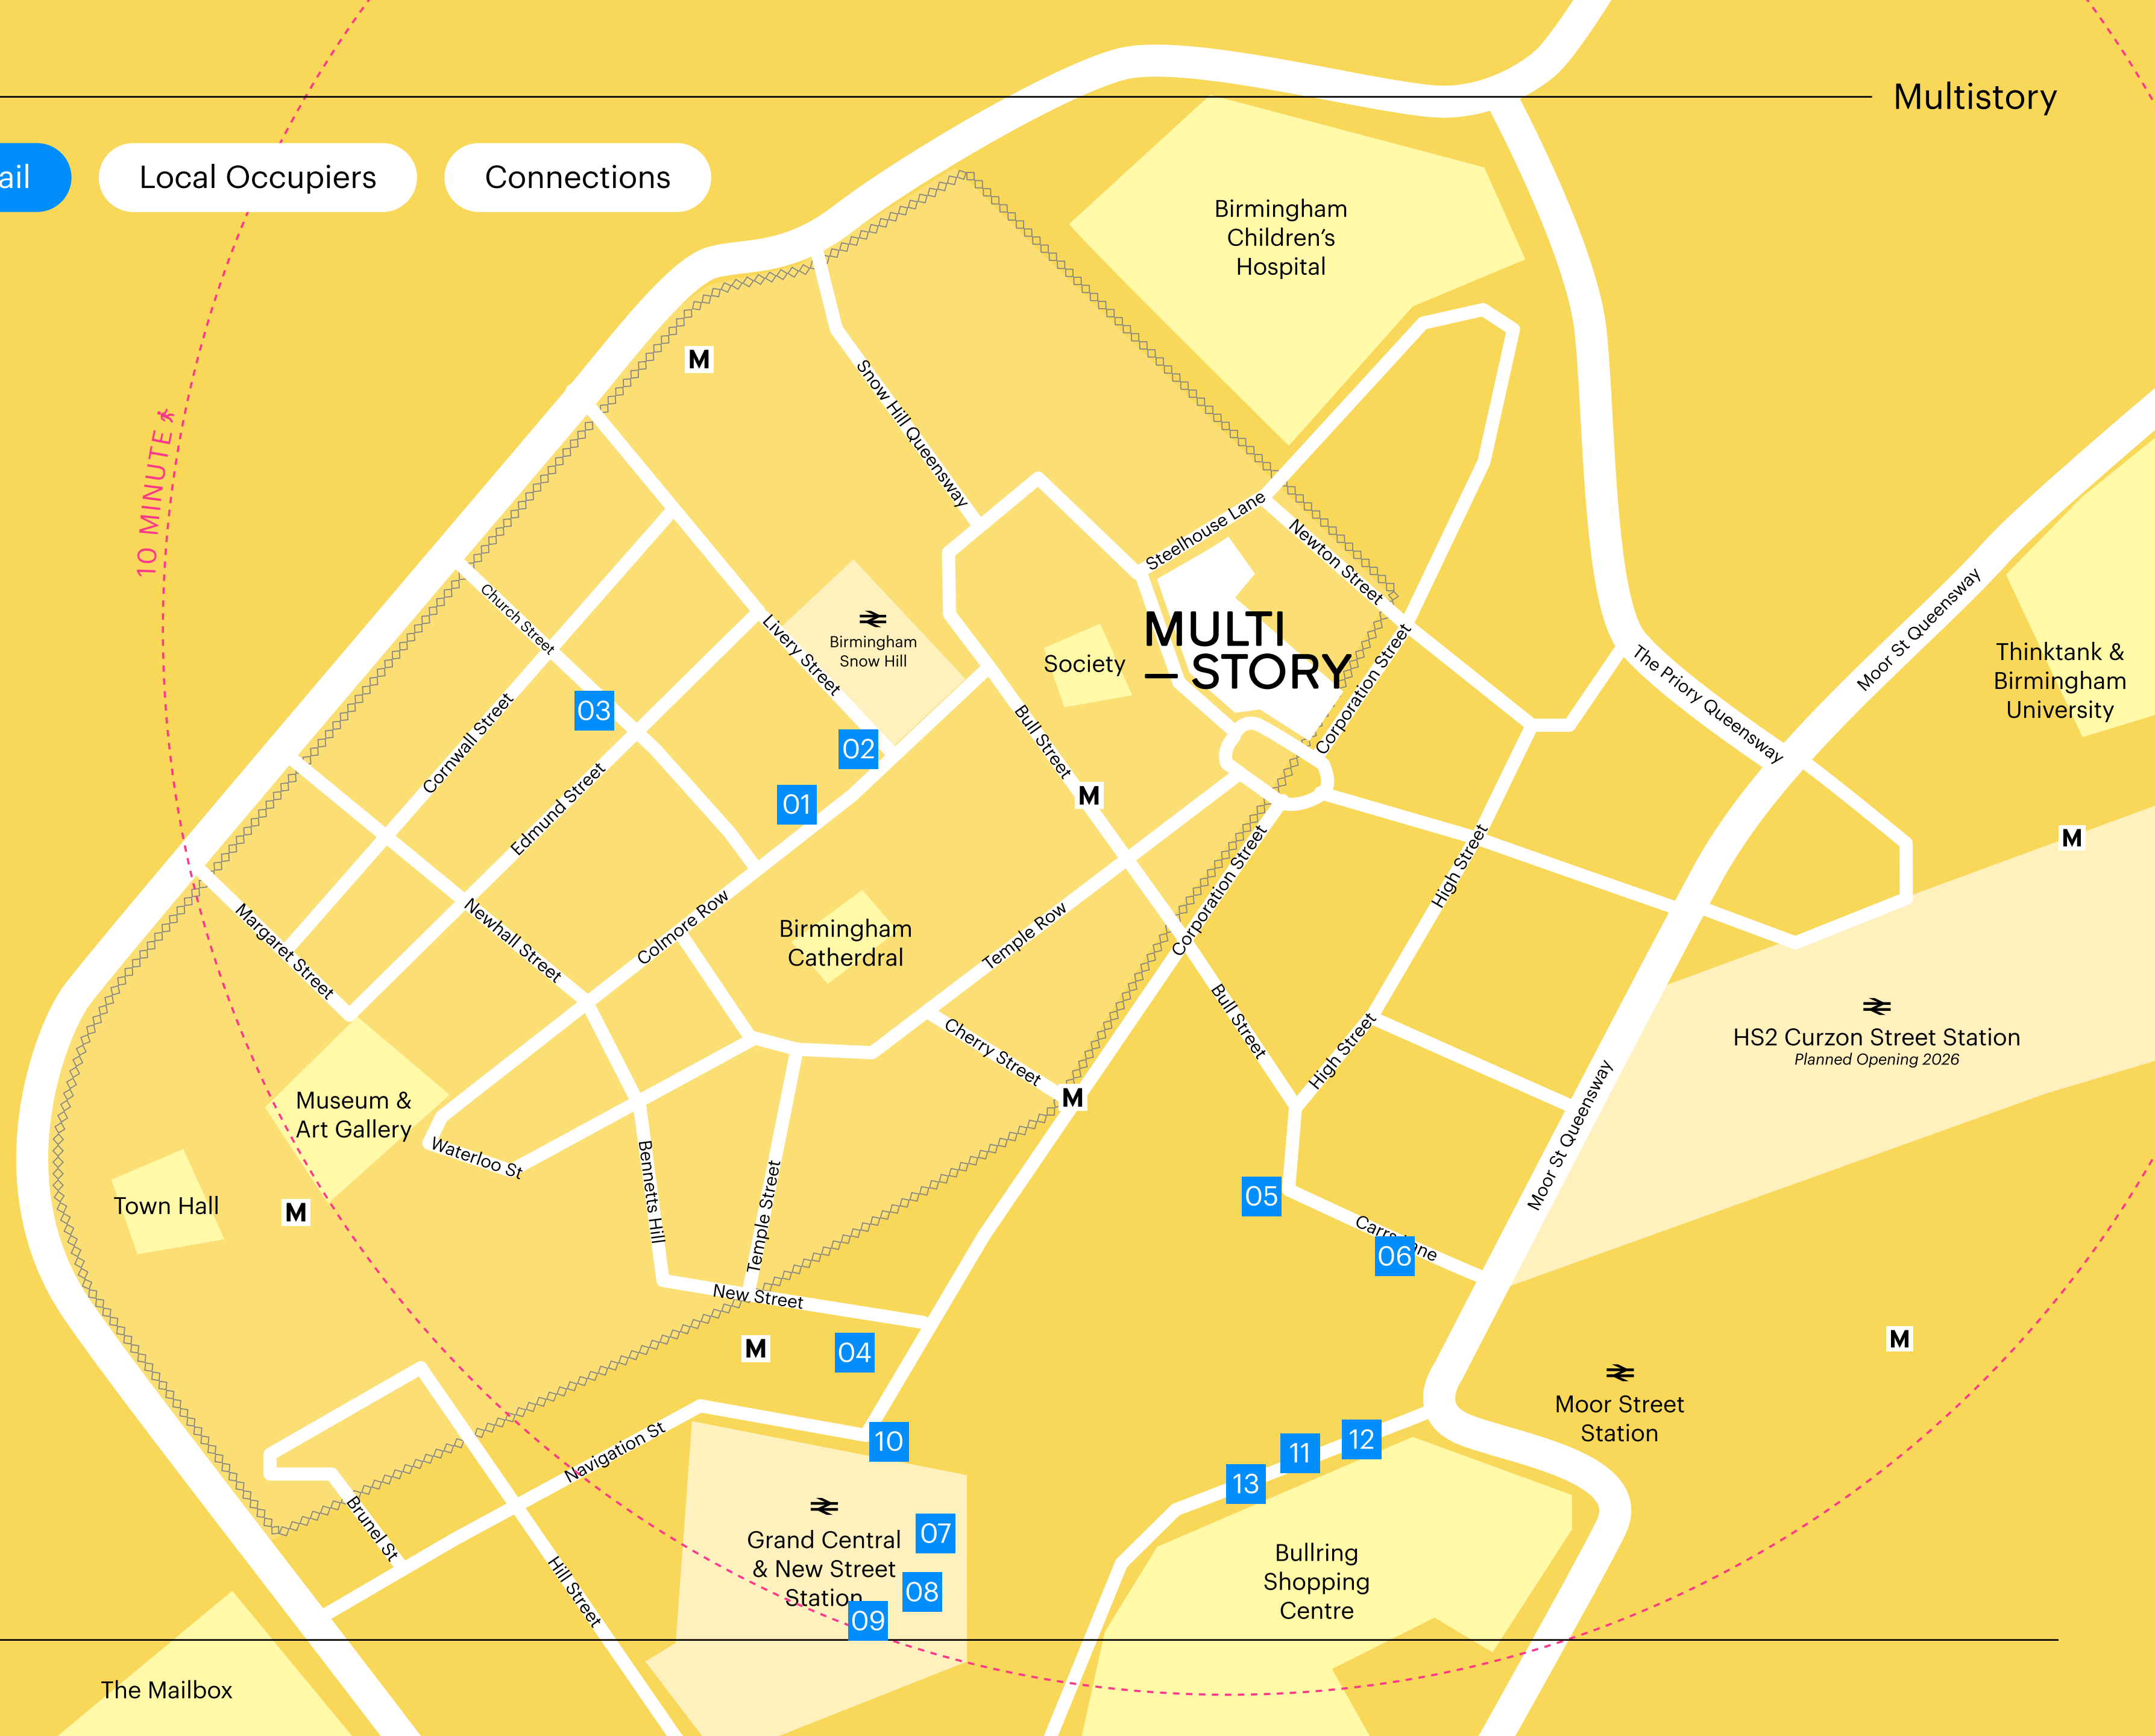 Multistory
ail
Local Occupiers
Connections
Birmingham
Children’s
Hospital
M
Snow Hill Queensway
10 MINUTE
Steelhouse Lane
Newton Street
Church Street
Livery Street
Birmingham
Snow Hill
Society
MULTI
— STORY
Corporation Street
The Priory Queensway
Moor St Queensway
Thinktank &
Birmingham
University
03
02
01
Cornwall Street
Edmund Street
Bull Street
M
M
High Street
Corporation Street
Margaret Street
Newhall Street
Colmore Row
Birmingham
Catherdral
Temple Row
Bull Street
High Street
Cherry Street
M
HS2 Curzon Street Station
Planned Opening 2026
Museum &
Art Gallery
Waterloo St
Bennetts Hill
Temple Street
Moor St Queensway
Town Hall
M
05
Carrs Lane
06
New Street
M
04
M
Moor Street
Station
10
11
12
13
Navigation St
Brunel St
Hill Street
Grand Central
& New Street
Station
07
08
09
Bullring
Shopping
Centre
The Mailbox